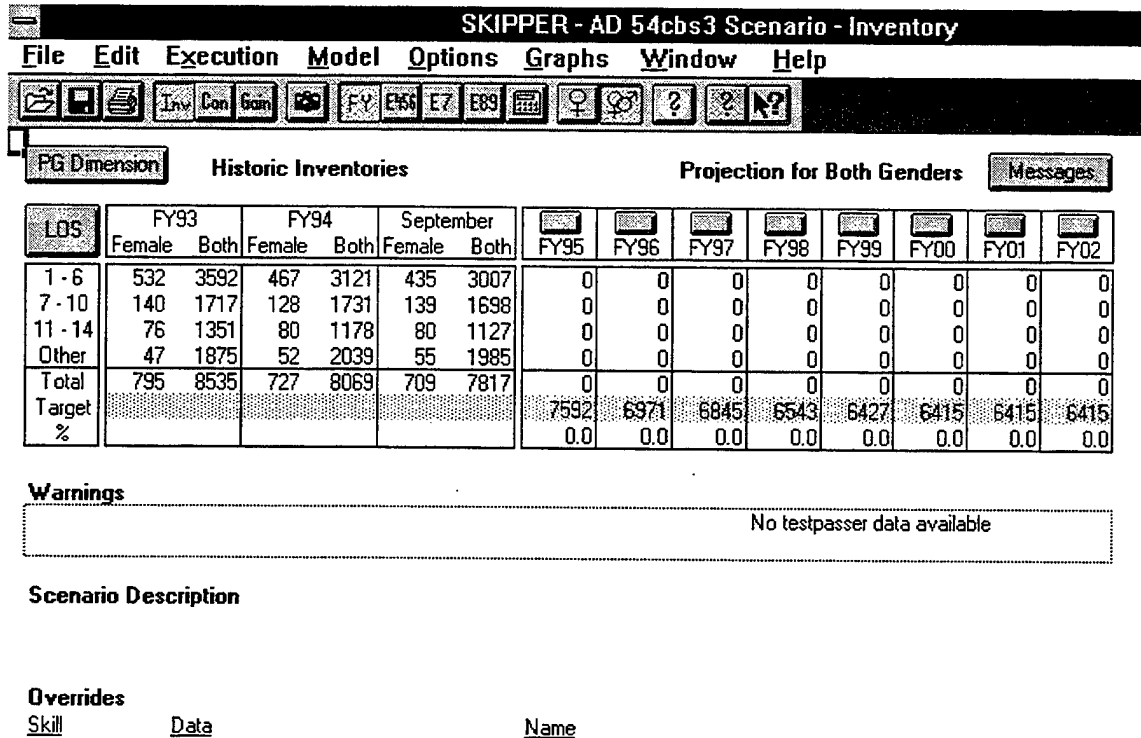 SKIPPER - AD 54cbs3 Scenario - Inventory
File Edit Execution Model Options Graphs Window Help
Inv Con Gain FY E456 E7 E89 ? ? ?
PG Dimension Historic Inventories Projection for Both Genders Messages
LOS FY93 FY94 September
Female Both Female Both Female Both FY95 FY96 FY97 FY98 FY99 FY00 FY01 FY02
1 - 6 532 3592 467 3121 435 3007 0 0 0 0 0 0 0 0
7 - 10 140 1717 128 1731 139 1698 0 0 0 0 0 0 0 0
11 - 14 76 1351 80 1178 80 1127 0 0 0 0 0 0 0 0
Other 47 1875 52 2039 55 1985 0 0 0 0 0 0 0 0
Total 795 8535 727 8069 709 7817 0 0 0 0 0 0 0 0
Target 7592 6971 6845 6543 6427 6415 6415 6415
% 0.0 0.0 0.0 0.0 0.0 0.0 0.0 0.0
Warnings
No testpasser data available
Scenario Description
Overrides
Skill Data Name